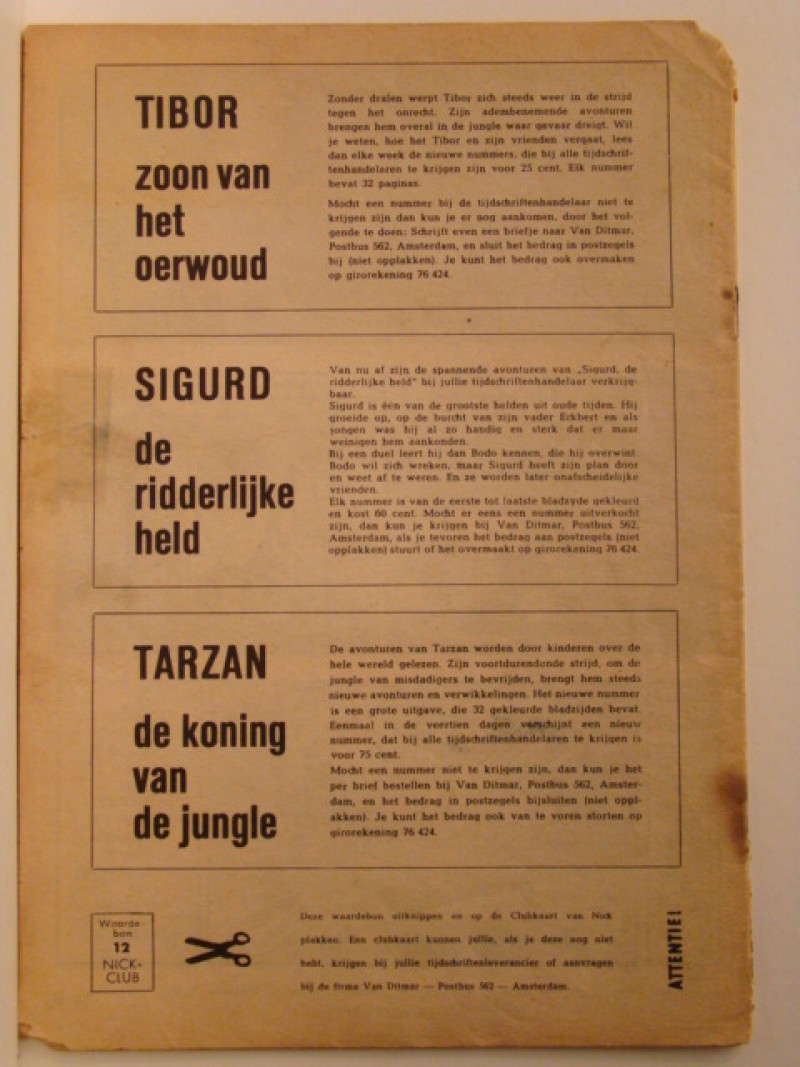 TIBOR
zoon van
het
oerwoud
Zonder dralen werpt Tibor zich steeds weer in de strijd
tegen het onrecht. Zijn adembenemende avonturen
brengen hem overal in de jungle waar gevaar dreigt. Wil
je weten, hoe het Tibor en zijn vrienden vergaat, lees
dan elke week de nieuwe nummers, die bij alle tijdschrif-
tenhandelaren te krijgen zijn voor 25 cent. Elk nummer
bevat 32 paginas.
Mocht een nummer bij de tijdschriftenhandelaar niet te
krijgen zijn dan kun je er nog aankomen, door het vol-
gende te doen: Schrijft even een briefje naar Van Ditmar,
Postbus 562, Amsterdam, en sluit het bedrag in postzegels
bij (niet opplakken). Je kunt het bedrag ook overmaken
op girorekening 76 424.
SIGURD
de
ridderlijke
held
Van nu af zijn de spannende avonturen van „Sigurd, de
ridderlijke held" bij jullie tijdschriftenhandelaar verkrijg-
baar.
Sigurd is één van de grootste helden uit oude tijden. Hij
groeide op, op de burcht van zijn vader Eckbert en als
jongen was hij al zo handig en sterk dat er maar
weinigen hem aankonden.
Bij een duel leert hij dan Bodo kennen, die hij overwint.
Bodo wil zich wreken, maar Sigurd heeft zijn plan door
en weet af te weren. En ze worden later onafscheidelijke
vrienden.
Elk nummer is van de eerste tot laatste bladzyde gekleurd
en kost 60 cent. Mocht er eens een nummer uitverkocht
zijn, dan kun je krijgen bij Van Ditmar, Postbus 562,
Amsterdam, als je tevoren het bedrag aan postzegels (niet
opplakken) stuurt of het overmaakt op girorekening 76 424.
TARZAN
de koning
van
de jungle
De avonturen van Tarzan worden door kinderen over de
hele wereld gelezen. Zijn voortdurendende strijd, om de
jungle van misdadigers te bevrijden, brengt hem steeds
nieuwe avonturen en verwikkelingen. Het nieuwe nummer
is een grote uitgave, die 32 gekleurde bladzijden bevat.
Eenmaal in de veertien dagen verschijnt een nieuw
nummer, dat bij alle tijdschriftenhandelaren te krijgen is
voor 75 cent.
Mocht een nummer niet te krijgen zijn, dan kun je het
per brief bestellen bij Van Ditmar, Postbus 562, Amster-
dam, en het bedrag in postzegels bijsluiten (niet oppl-
akken). Je kunt het bedrag ook van te voren storten op
girorekening 76 424.
Waarde-
bon
12
NICK-
CLUB
Deze waardebon uitknippen en op de Clubkaart van Nick
plakken. Een clubkaart kunnen jullie, als je deze nog niet
hebt, krijgen bij jullie tijdschriftenleverancier of aanvragen
bij de firma Van Ditmar — Postbus 562 — Amsterdam.
ATTENTIE!